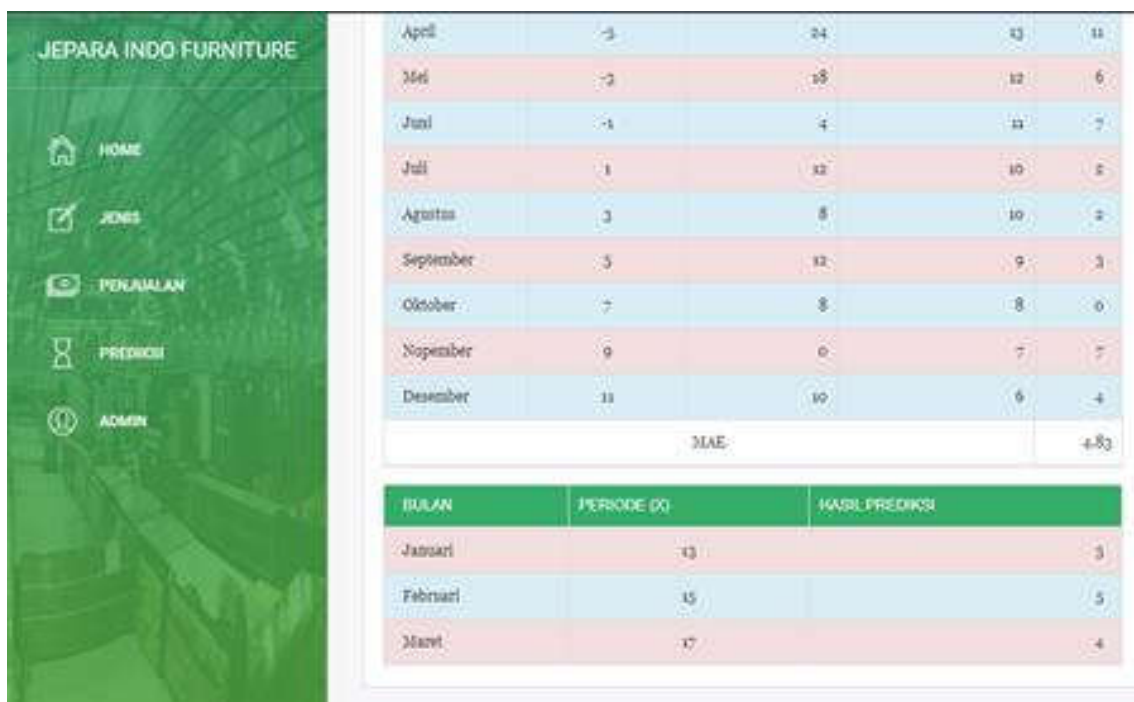 JEPARA INDO FURNITURE
HOME
JENIS
PENJUALAN
PREDIKSI
ADMIN
April -5 24 13 11
Mei -3 18 12 6
Juni -1 4 11 7
Juli 1 12 10 2
Agustus 3 8 10 2
September 5 12 9 3
Oktober 7 8 8 0
Nopember 9 0 7 7
Desember 11 10 6 4
MAE 4.83
BULAN PERIODE (X) HASIL PREDIKSI
Januari 13 5
Februari 15 5
Maret 17 4